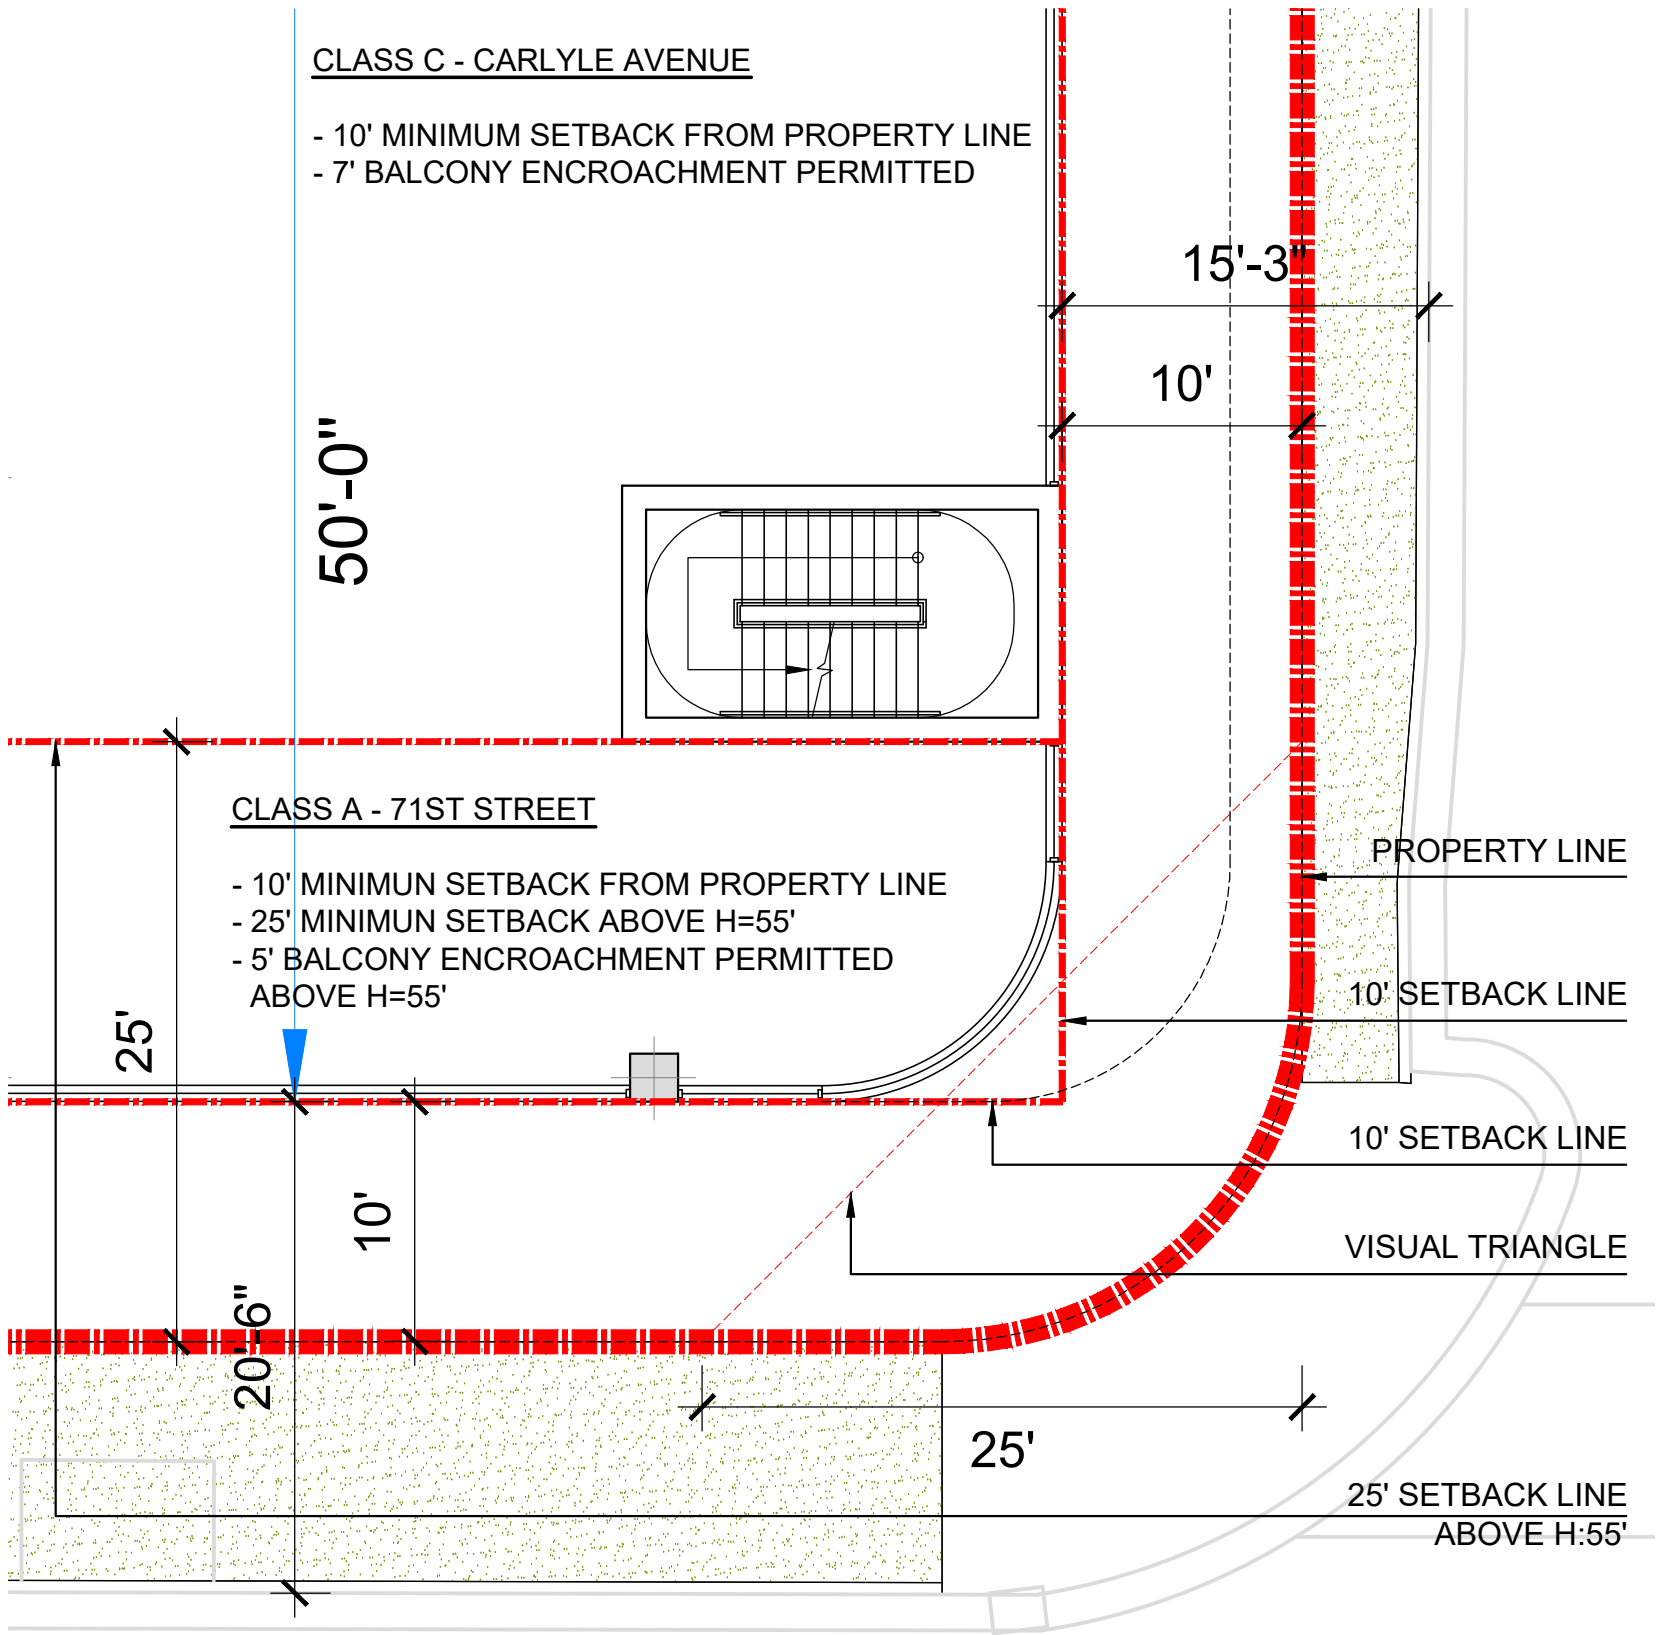 CLASS C - CARLYLE AVENUE
- 10' MINIMUM SETBACK FROM PROPERTY LINE
- 7' BALCONY ENCROACHMENT PERMITTED
15'-3"
10'
50'-0"
CLASS A - 71ST STREET
- 10' MINIMUN SETBACK FROM PROPERTY LINE
- 25' MINIMUN SETBACK ABOVE H=55'
- 5' BALCONY ENCROACHMENT PERMITTED
ABOVE H=55'
25'
10'
20'-6"
PROPERTY LINE
10' SETBACK LINE
10' SETBACK LINE
VISUAL TRIANGLE
25'
25' SETBACK LINE
ABOVE H:55'